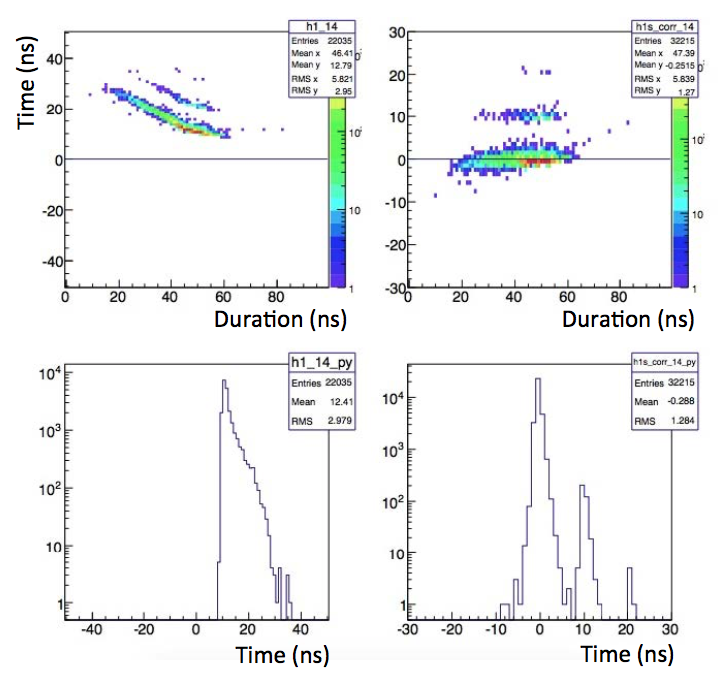 h1_14
Entries 22035
Mean x 46.41
Mean y 12.79
RMS x 5.821
RMS y 2.95
Time (ns)
40
20
0
-20
-40
0 20 40 60 80
10²
10
1
Duration (ns)
h1s_corr_14
Entries 32215
Mean x 47.39
Mean y -0.2515
RMS x 5.839
RMS y 1.27
30
20
10
0
-10
-20
-30
0 20 40 60 80
10²
10
1
Duration (ns)
h1_14_py
Entries 22035
Mean 12.41
RMS 2.979
10⁴
10³
10²
10
1
-40 -20 0 20 40
Time (ns)
h1s_corr_14_py
Entries 32215
Mean -0.288
RMS 1.284
10⁴
10³
10²
10
1
-30 -20 -10 0 10 20 30
Time (ns)